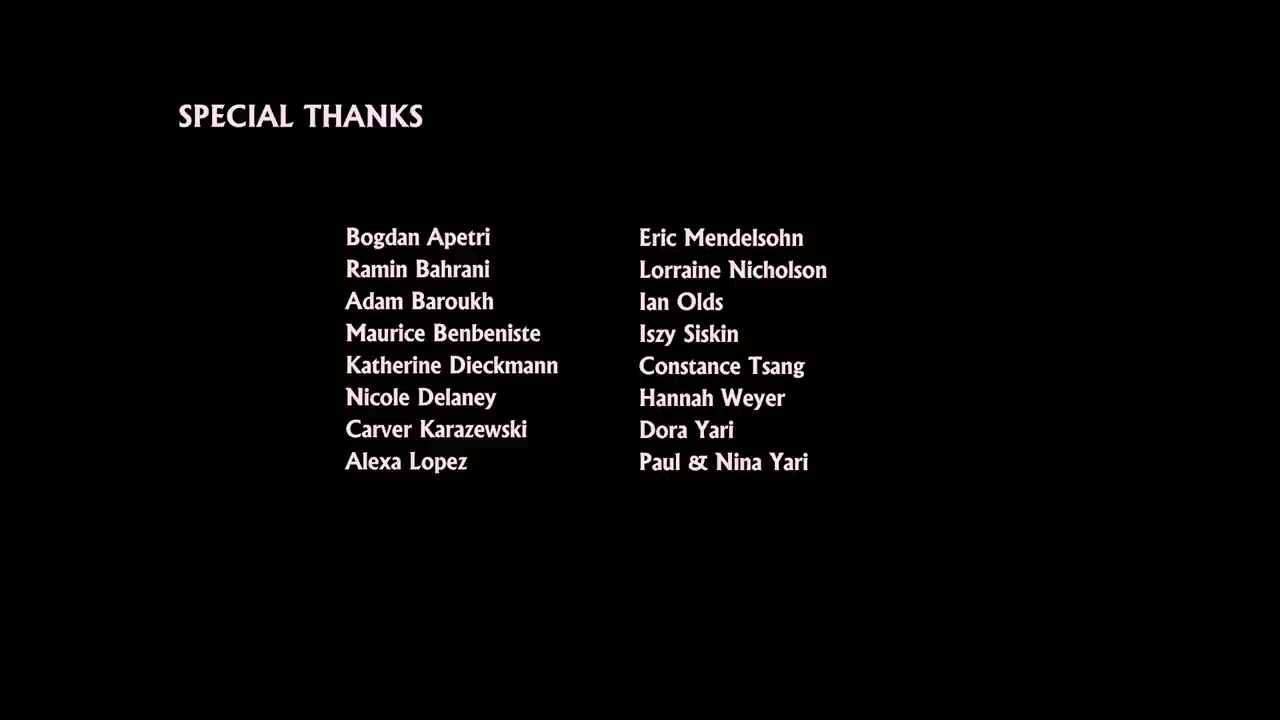 SPECIAL THANKS
Bogdan Apetri
Ramin Bahrani
Adam Baroukh
Maurice Benbeniste
Katherine Dieckmann
Nicole Delaney
Carver Karazewski
Alexa Lopez
Eric Mendelsohn
Lorraine Nicholson
Ian Olds
Iszy Siskin
Constance Tsang
Hannah Weyer
Dora Yari
Paul & Nina Yari